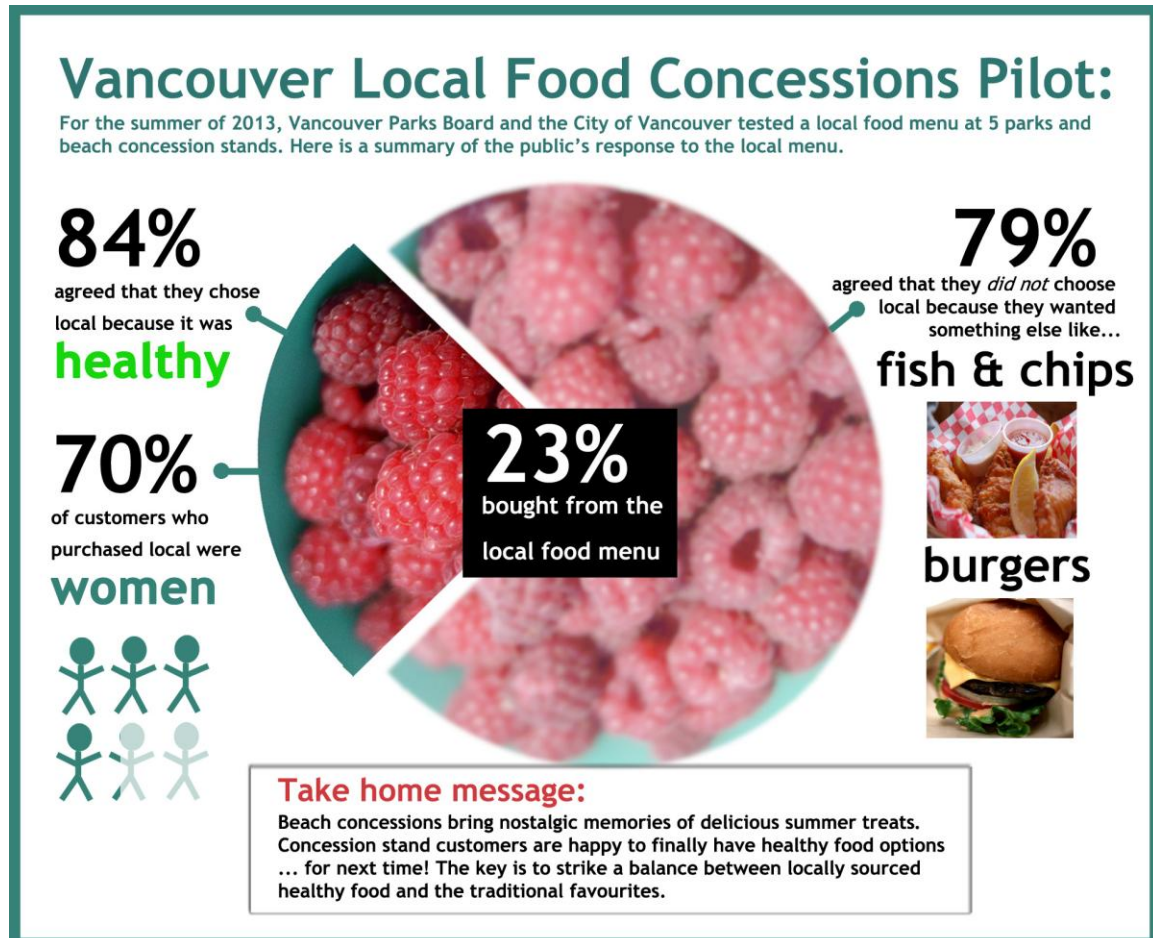 Vancouver Local Food Concessions Pilot:
For the summer of 2013, Vancouver Parks Board and the City of Vancouver tested a local food menu at 5 parks and
beach concession stands. Here is a summary of the public's response to the local menu.
84%
agreed that they chose
local because it was
healthy
70%
of customers who
purchased local were
women
23%
bought from the
local food menu
79%
agreed that they did not choose
local because they wanted
something else like...
fish & chips
burgers
Take home message:
Beach concessions bring nostalgic memories of delicious summer treats.
Concession stand customers are happy to finally have healthy food options
... for next time! The key is to strike a balance between locally sourced
healthy food and the traditional favourites.